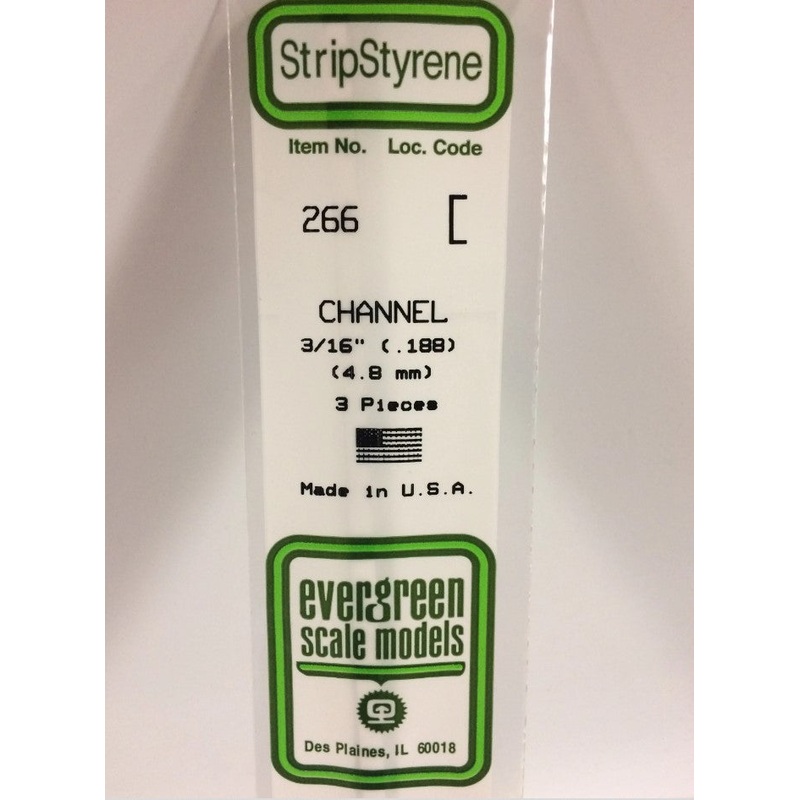 StripStyrene
Item No. Loc. Code
266 [
CHANNEL
3/16" (.188)
(4.8 mm)
3 Pieces
Made in U.S.A.
evergreen
scale models
Des Plaines, IL 60018